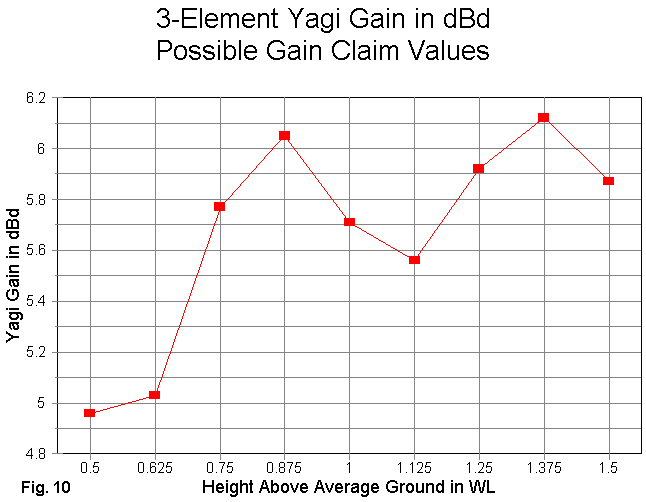 3-Element Yagi Gain in dBd
Possible Gain Claim Values
Yagi Gain in dBd
6.2
6
5.8
5.6
5.4
5.2
5
4.8
0.5 0.625 0.75 0.875 1 1.125 1.25 1.375 1.5
Fig. 10 Height Above Average Ground in WL